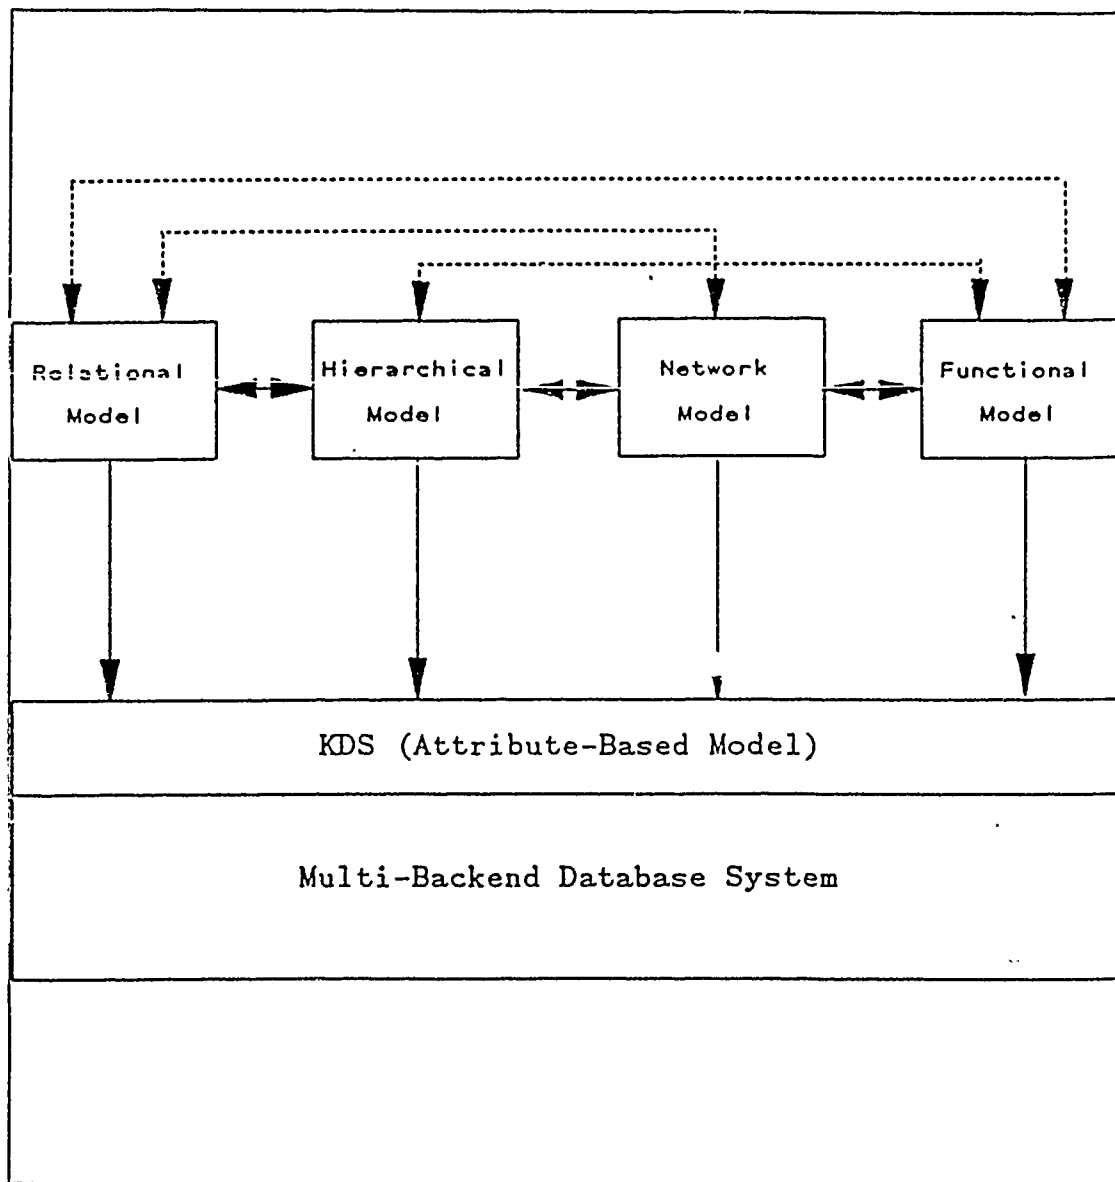 Relational
Model
Hierarchical
Model
Network
Model
Functional
Model
KDS (Attribute-Based Model)
Multi-Backend Database System